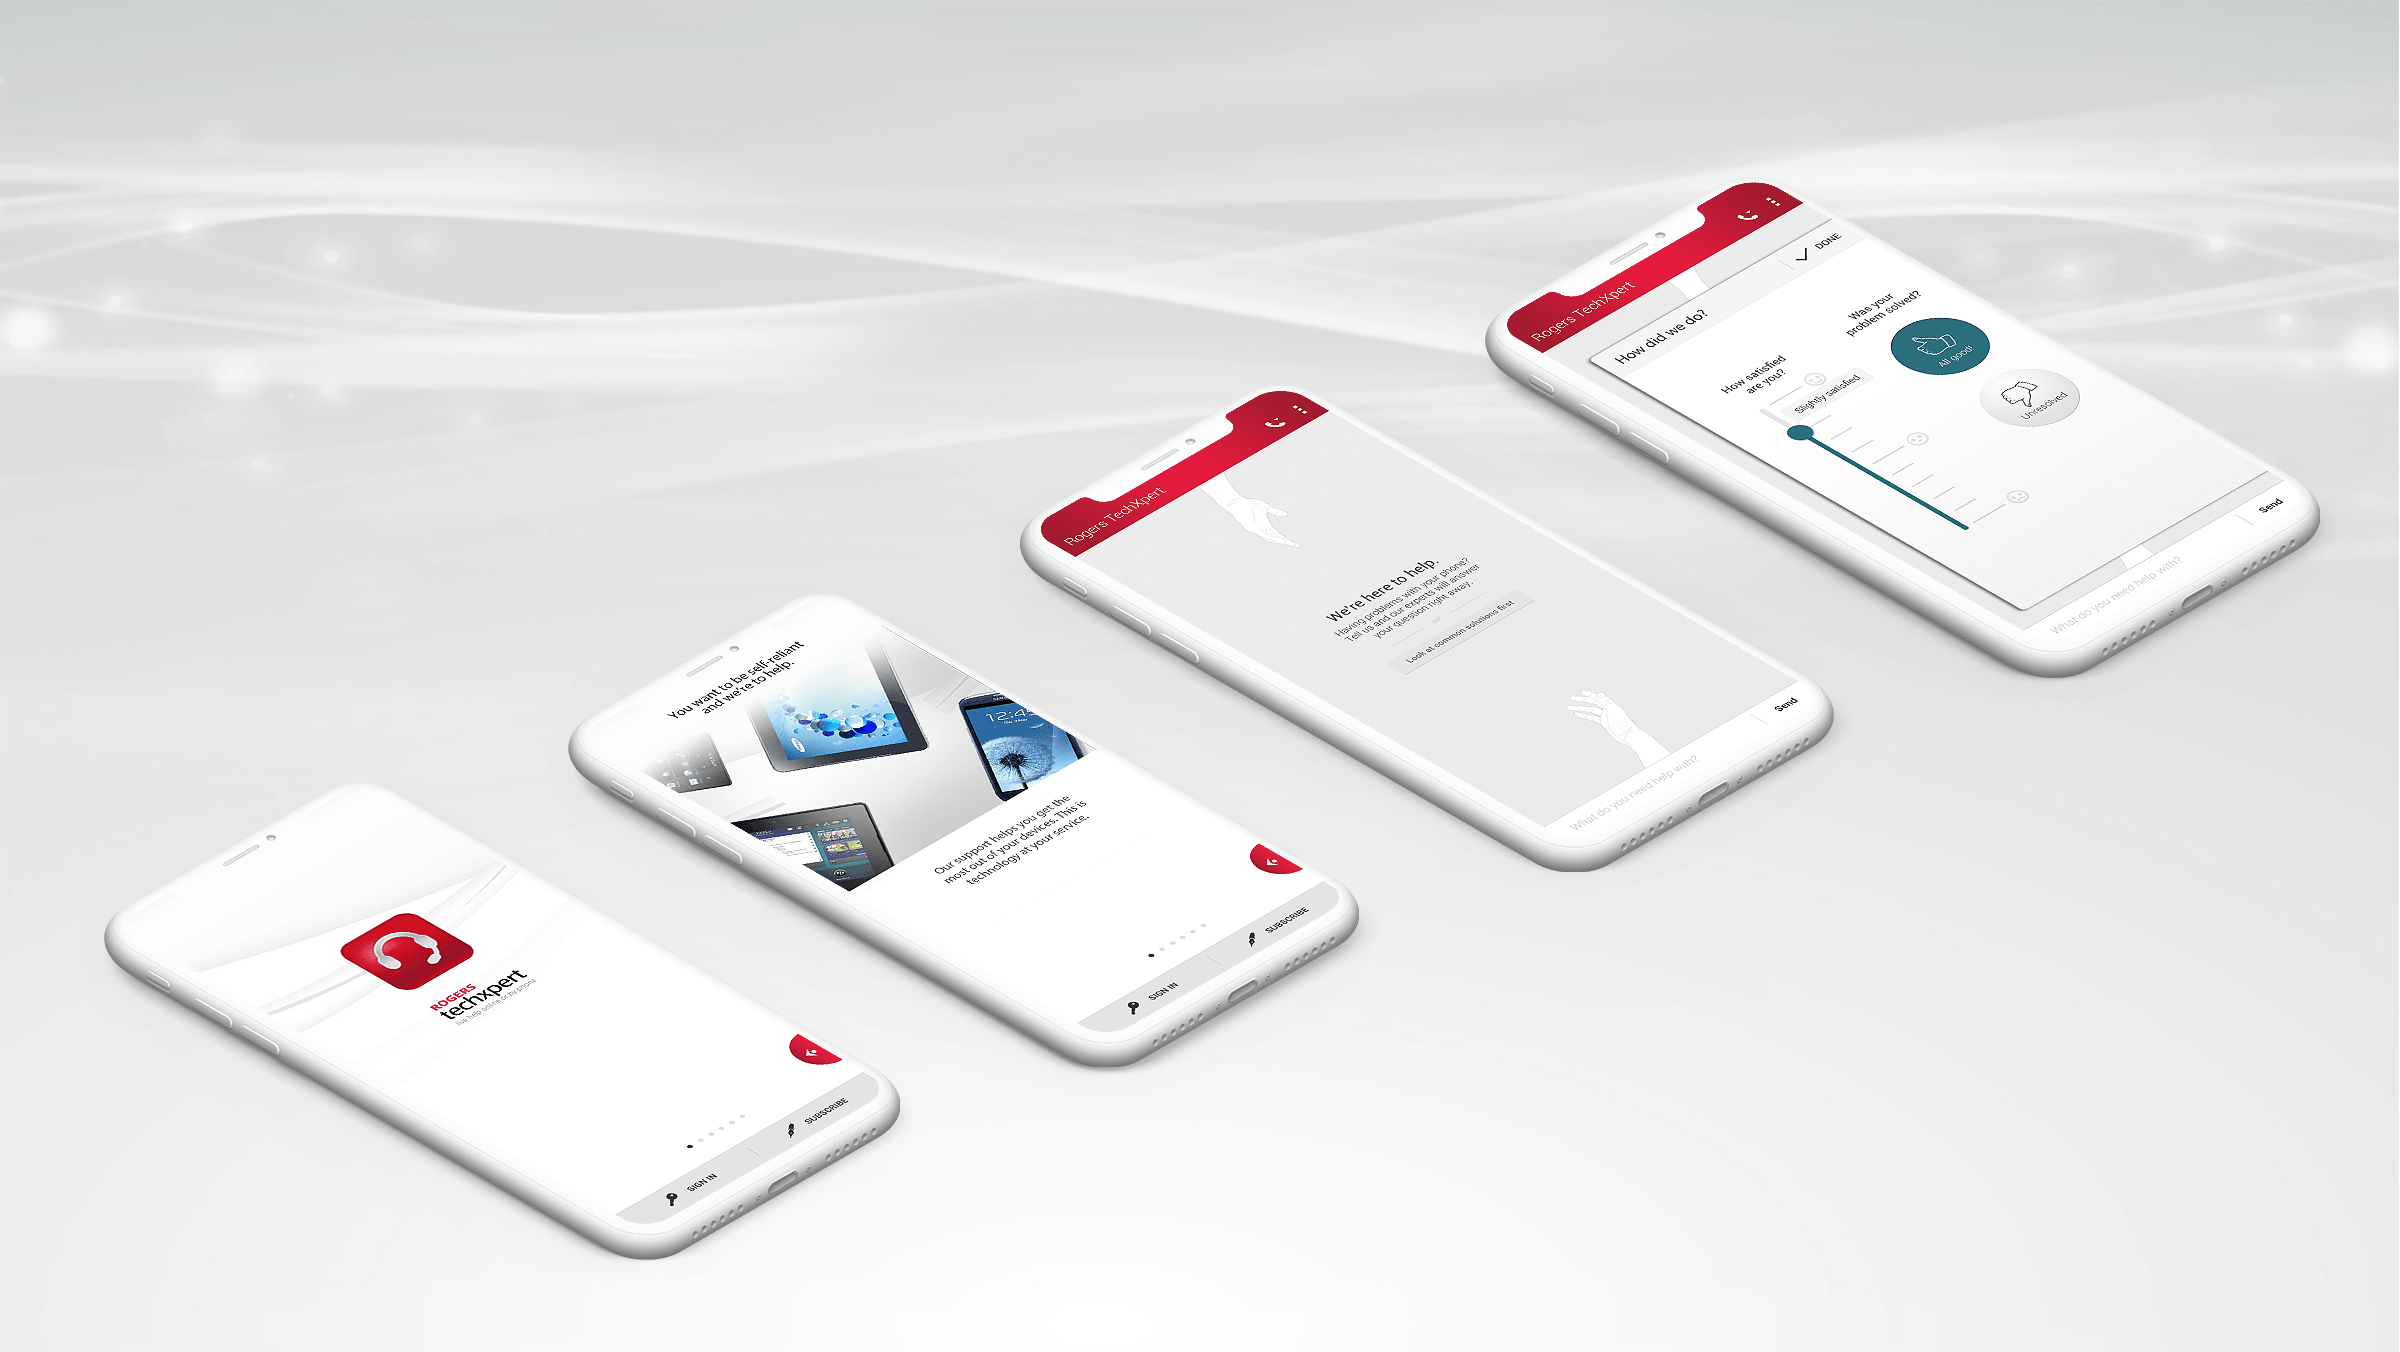 ROGERS
techxpert
live help online or by phone
SIGN IN
SUBSCRIBE
You want to be self-reliant
and we're to help.
12:45
Our support helps you get the
most out of your devices. This is
technology at your service.
SIGN IN
SUBSCRIBE
Rogers TechXpert
We're here to help.
Having problems with your phone?
Tell us and our experts will answer
your question right away.
or
Look at common solutions first
What do you need help with?
Send
Rogers TechXpert
How did we do?
DONE
How satisfied
are you?
Slightly satisfied
Was your
problem solved?
All good!
Unresolved
What do you need help with?
Send